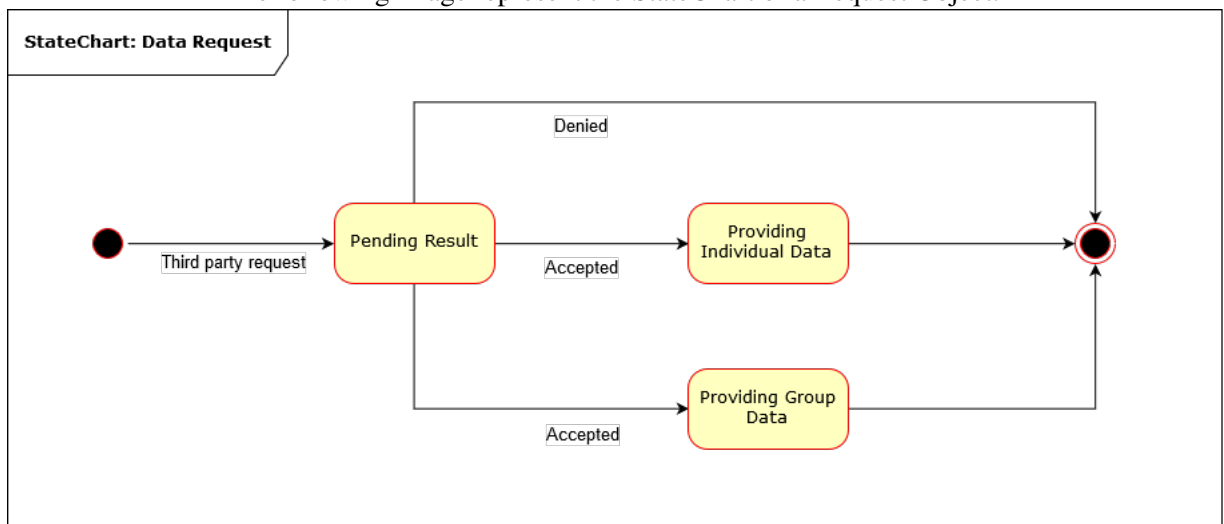 StateChart: Data Request
Denied
Pending Result
Providing
Individual Data
Third party request
Accepted
Providing Group
Data
Accepted